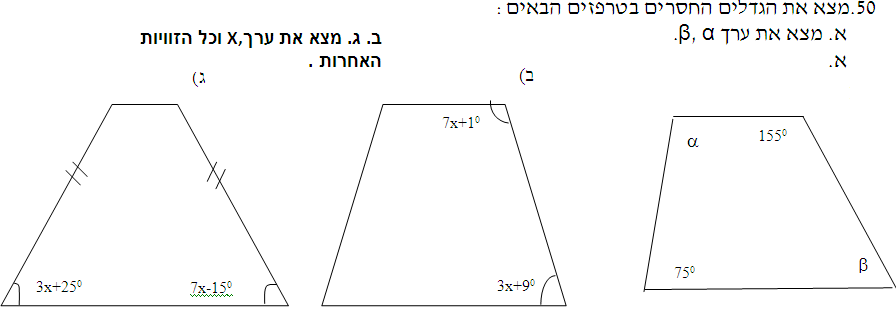 50.מצא את הגדלים החסרים בטרפזים הבאים :
א. מצא את ערך β, α.
א.
ב. ג. מצא את ערך X, וכל הזוויות
האחרות .
ב)
ג)
α
155⁰
75⁰
β
7x+1⁰
3x+9⁰
3x+25⁰
7x-15⁰